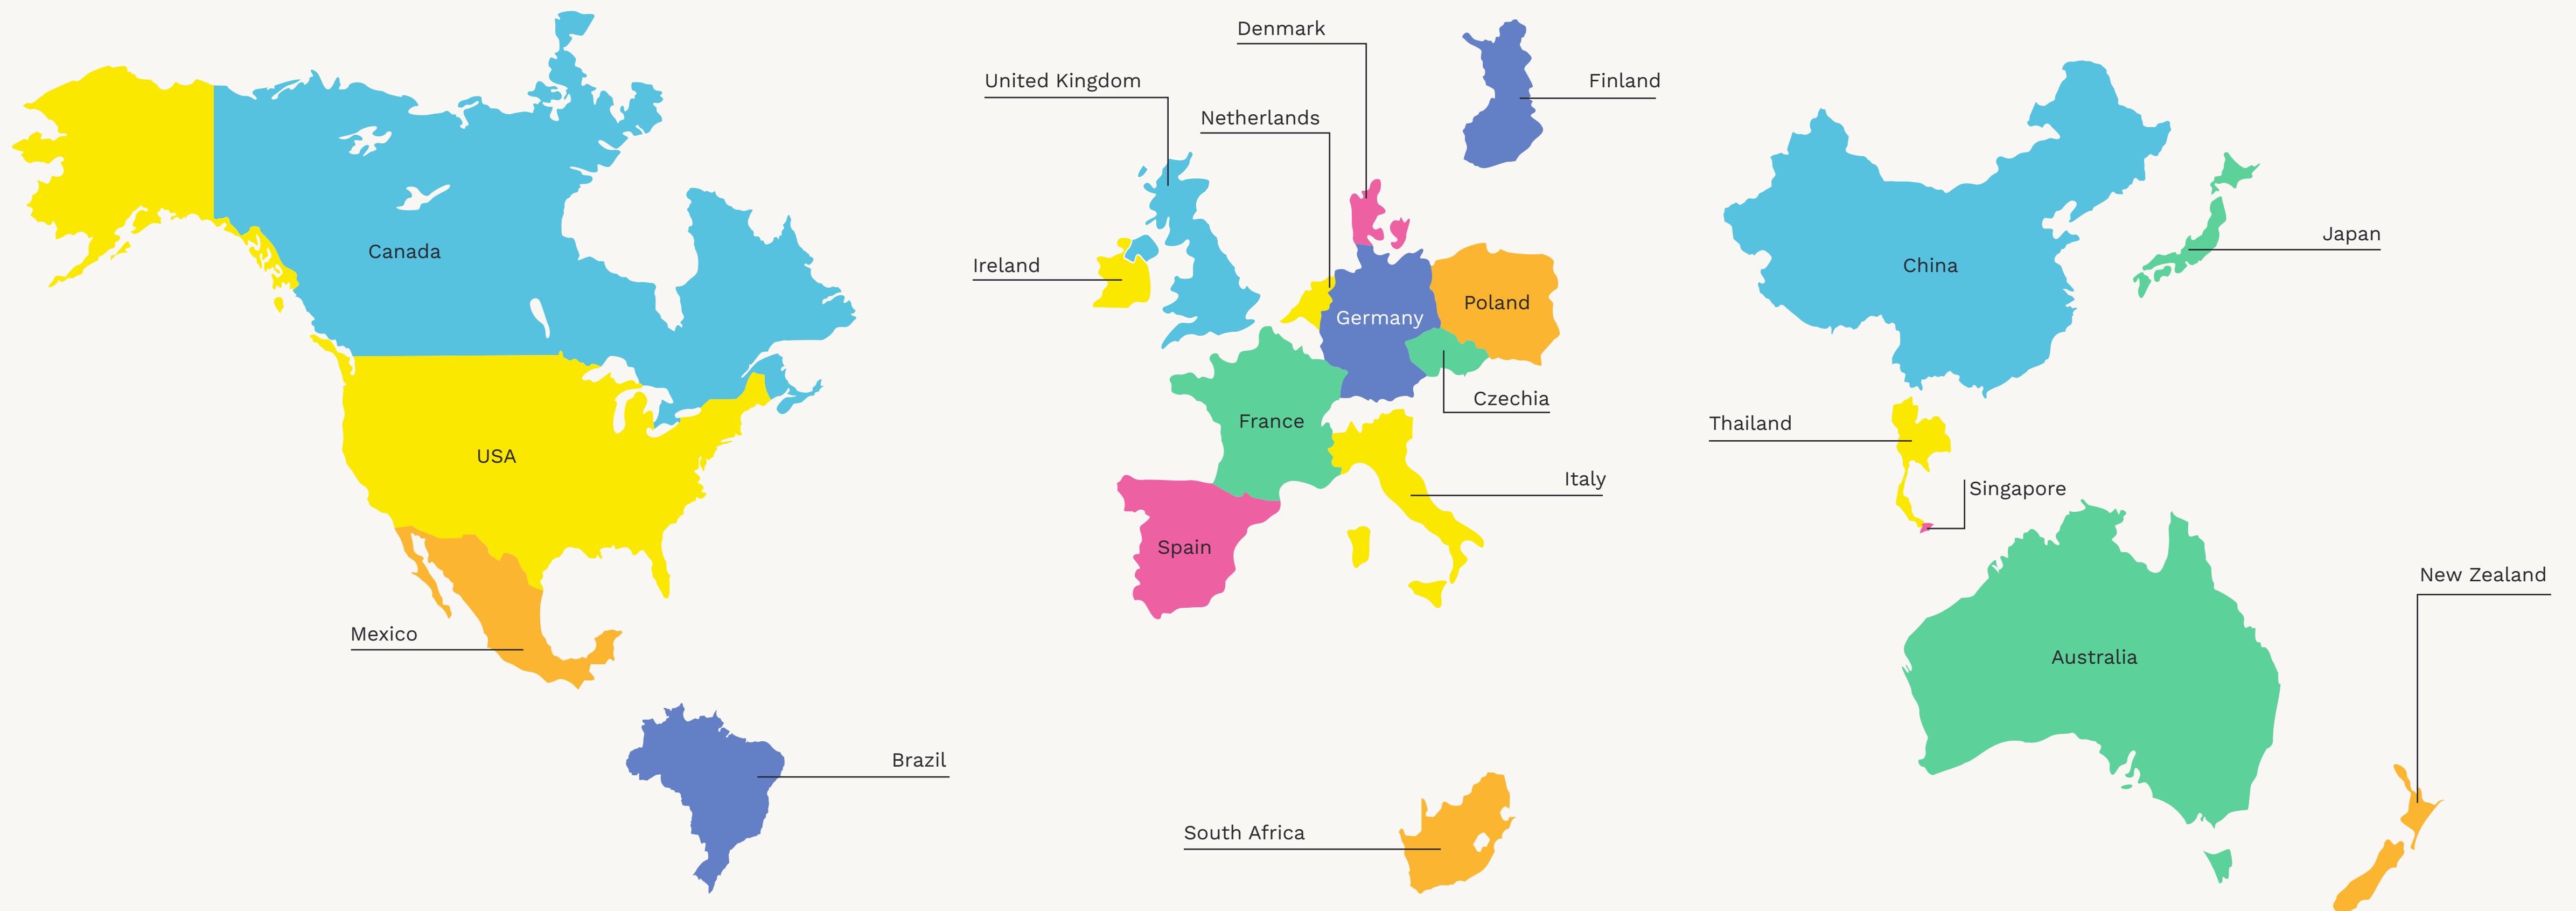 Denmark
United Kingdom
Finland
Netherlands
Japan
Canada
Ireland
China
Poland
Germany
Czechia
France
Thailand
USA
Italy
Singapore
Spain
New Zealand
Mexico
Australia
Brazil
South Africa